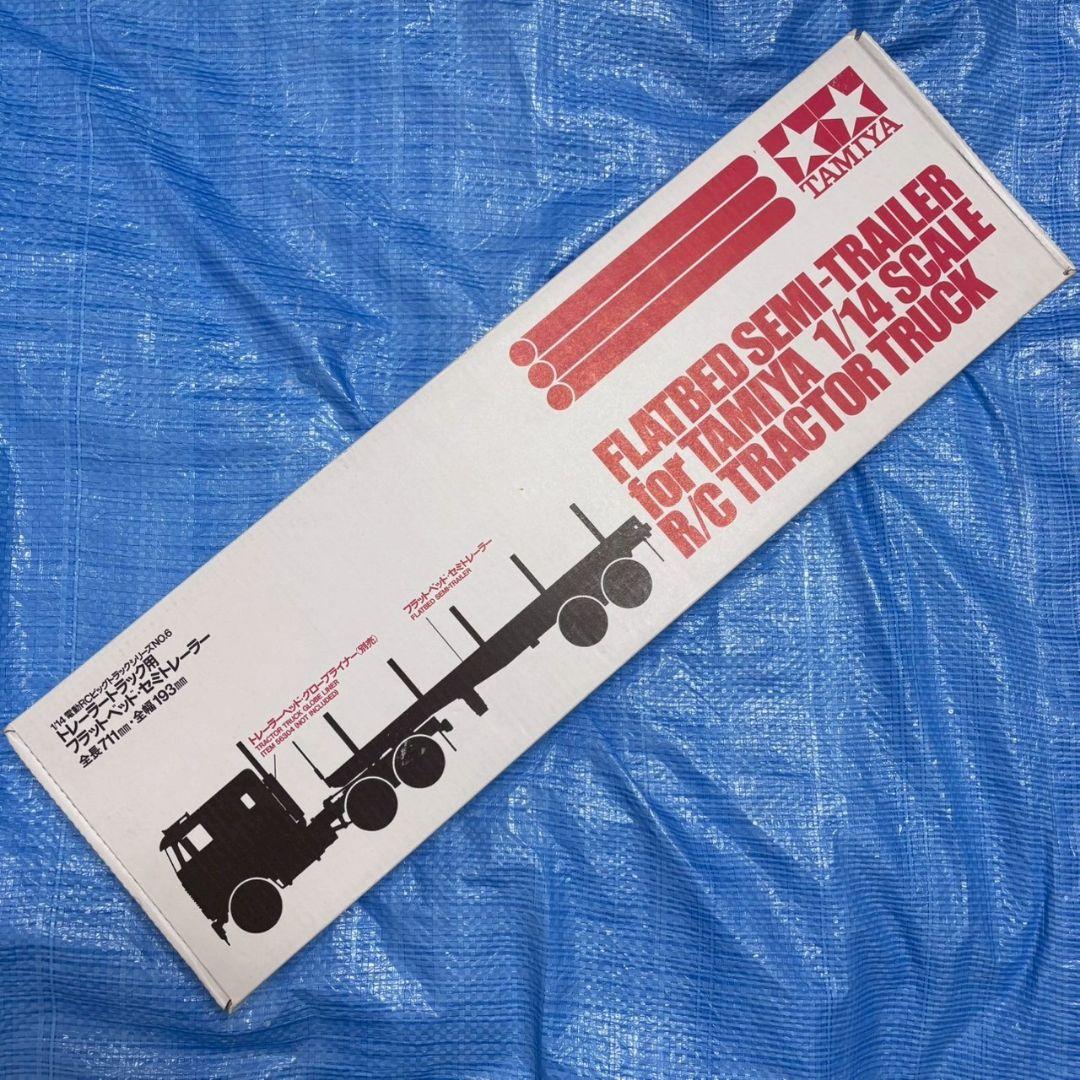 TAMIYA
FLATBED SEMI-TRAILER
for TAMIYA 1/14 SCALE
R/C TRACTOR TRUCK
フラットベッド・セミトレーラー
FLATBED SEMI-TRAILER
トレーラーヘッド・グローブライナー(別売)
TRACTOR TRUCK GLOBE LINER
ITEM 56304 (NOT INCLUDED)
1/14 電動RCビッグトラックシリーズNO.6
トレーラートラック用
フラットベッド・セミトレーラー
全長711mm・全幅193mm